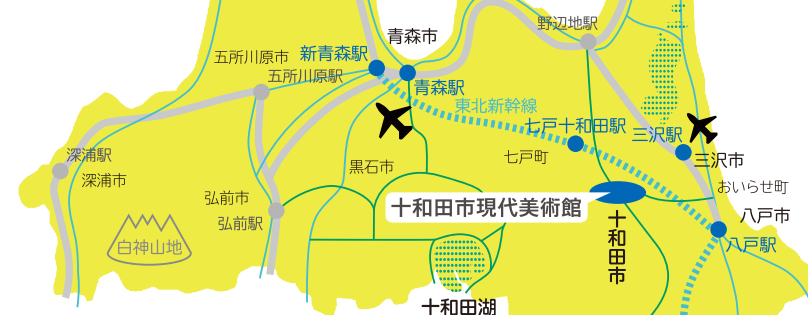 野辺地駅
青森市
新青森駅
五所川原市
五所川原駅
青森駅
東北新幹線
七戸十和田駅
三沢駅
三沢市
七戸町
深浦駅
深浦市
黒石市
おいらせ町
弘前市
弘前駅
十和田市現代美術館
十和田市
八戸市
八戸駅
白神山地
十和田湖